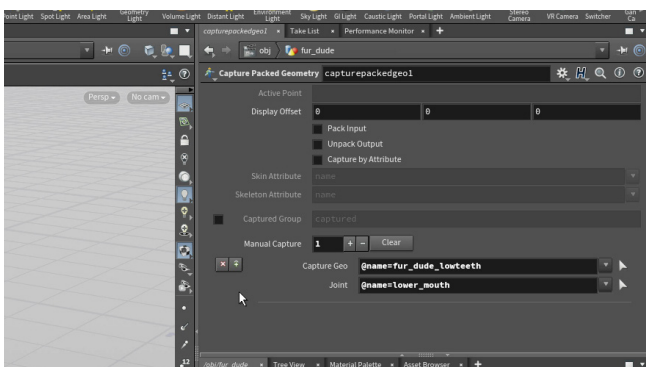 Point Light Spot Light Area Light Geometry Light Volume Light Distant Light Environment Light Sky Light GI Light Caustic Light Portal Light Ambient Light Stereo Camera VR Camera Switcher
capturepackedgeo1 × Take List × Performance Monitor × +
obj fur_dude
Capture Packed Geometry capturepackedgeo1
Persp No cam
Active Point
Display Offset 0 0 0
Pack Input
Unpack Output
Capture by Attribute
Skin Attribute name
Skeleton Attribute name
Captured Group captured
Manual Capture 1 + − Clear
Capture Geo @name=fur_dude_lowteeth
Joint @name=lower_mouth
12
/obj/fur_dude × Tree View × Material Palette × Asset Browser × +